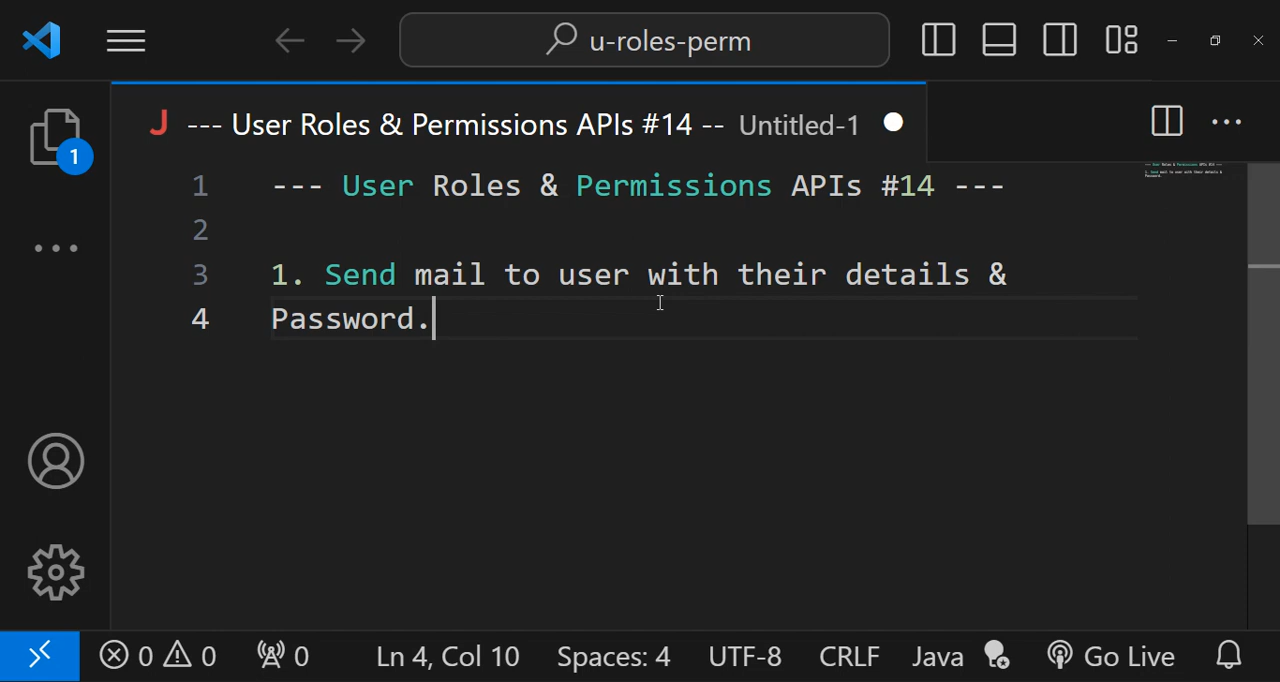 u-roles-perm
--- User Roles & Permissions APIs #14 -- Untitled-1
1 --- User Roles & Permissions APIs #14 ---
2
3 1. Send mail to user with their details &
4 Password.
1
0 0 0 Ln 4, Col 10 Spaces: 4 UTF-8 CRLF Java Go Live